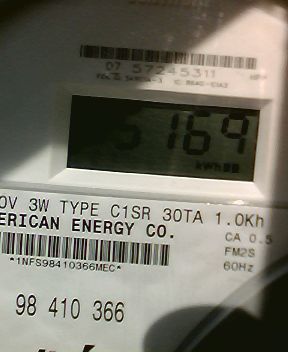 07 57245311
5169
kwh
0V 3W TYPE C1SR 30TA 1.0Kh
ERICAN ENERGY CO.
CA 0.5
FM2S
*1NFS98410366MEC*
60Hz
98 410 366